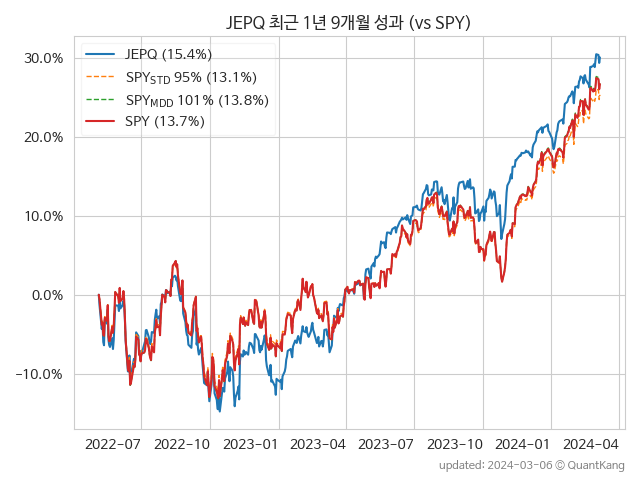 JEPQ 최근 1년 9개월 성과 (vs SPY)
JEPQ (15.4%)
SPY_STD 95% (13.1%)
SPY_MDD 101% (13.8%)
SPY (13.7%)
30.0%
20.0%
10.0%
0.0%
−10.0%
2022-07 2022-10 2023-01 2023-04 2023-07 2023-10 2024-01 2024-04
updated: 2024-03-06 © QuantKang